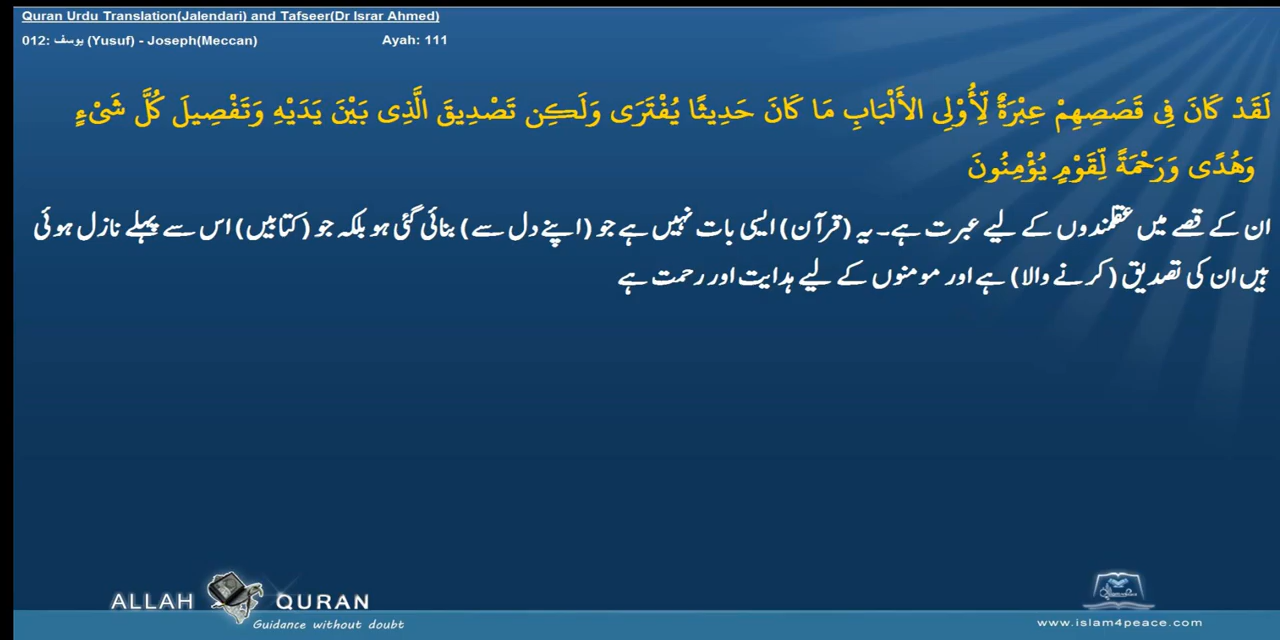 Quran Urdu Translation(Jalendari) and Tafseer(Dr Israr Ahmed)
012: يوسف (Yusuf) - Joseph(Meccan) Ayah: 111
لَقَدْ كَانَ فِي قَصَصِهِمْ عِبْرَةٌ لِّأُوْلِي الأَلْبَابِ مَا كَانَ حَدِيثًا يُفْتَرَى وَلَكِن تَصْدِيقَ الَّذِي بَيْنَ يَدَيْهِ وَتَفْصِيلَ كُلَّ شَيْءٍ
وَهُدًى وَرَحْمَةً لِّقَوْمٍ يُؤْمِنُونَ
ان کے قصے میں عقلمندوں کے لیے عبرت ہے۔ یہ (قرآن) ایسی بات نہیں ہے جو (اپنے دل سے) بنائی گئی ہو بلکہ جو (کتابیں) اس سے پہلے نازل ہوئی
ہیں ان کی تصدیق (کرنے والا) ہے اور مومنوں کے لیے ہدایت اور رحمت ہے
ALLAH QURAN
Guidance without doubt
www.islam4peace.com